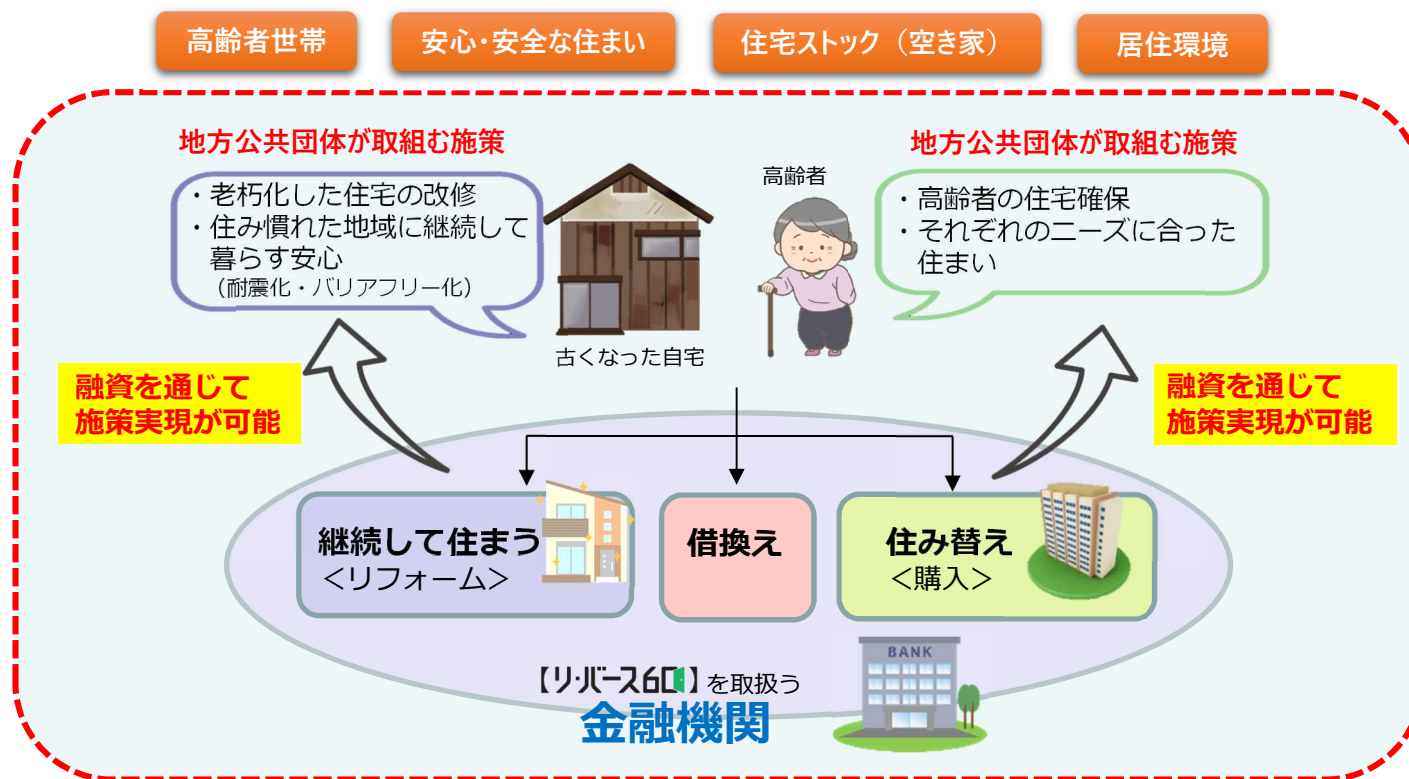 高齢者世帯
安心・安全な住まい
住宅ストック（空き家）
居住環境
地方公共団体が取組む施策
・老朽化した住宅の改修
・住み慣れた地域に継続して
暮らす安心
（耐震化・バリアフリー化）
古くなった自宅
高齢者
地方公共団体が取組む施策
・高齢者の住宅確保
・それぞれのニーズに合った
住まい
融資を通じて
施策実現が可能
融資を通じて
施策実現が可能
継続して住まう
＜リフォーム＞
借換え
住み替え
＜購入＞
【リ・バース60】を取扱う
金融機関
BANK